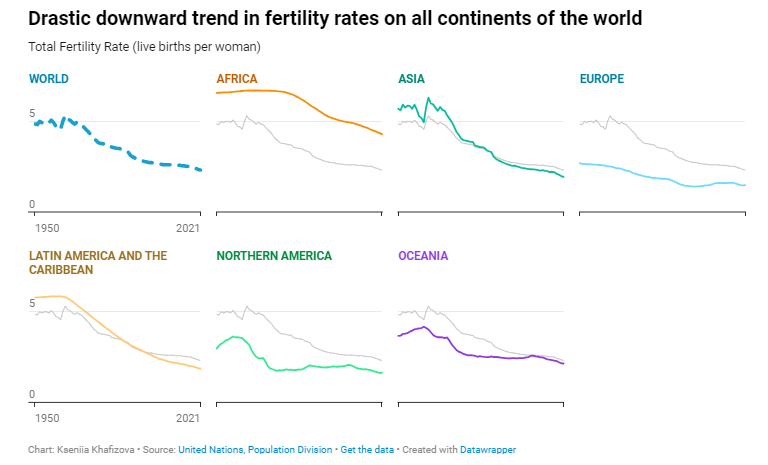 Drastic downward trend in fertility rates on all continents of the world
Total Fertility Rate (live births per woman)
WORLD
AFRICA
ASIA
EUROPE
5
0
1950
2021
LATIN AMERICA AND THE
CARIBBEAN
NORTHERN AMERICA
OCEANIA
5
0
1950
2021
Chart: Kseniia Khafizova • Source: United Nations, Population Division • Get the data • Created with Datawrapper